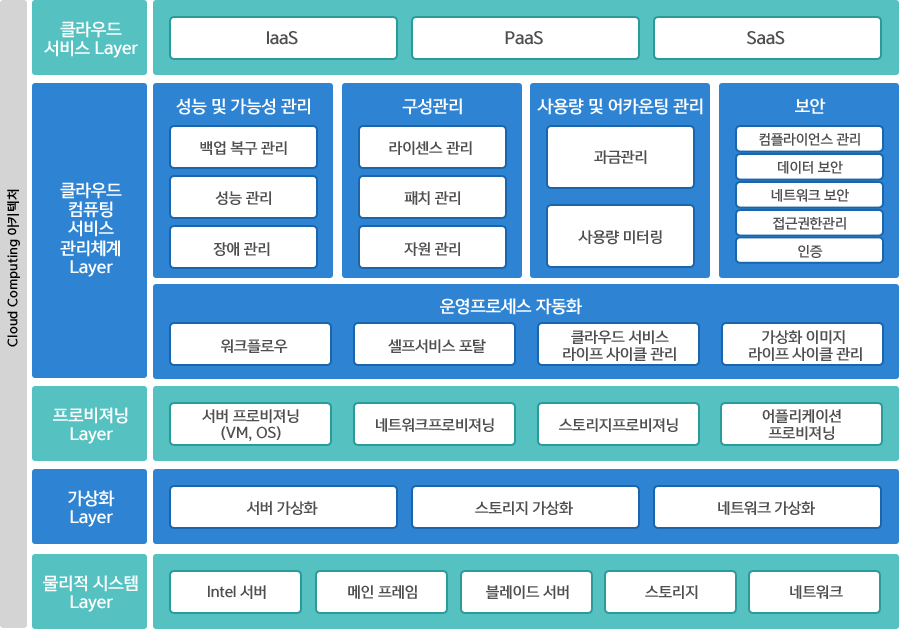 Cloud Computing 아키텍처
클라우드
서비스 Layer
IaaS
PaaS
SaaS
클라우드
컴퓨팅
서비스
관리체계
Layer
성능 및 가능성 관리
백업 복구 관리
성능 관리
장애 관리
구성관리
라이센스 관리
패치 관리
자원 관리
사용량 및 어카운팅 관리
과금관리
사용량 미터링
보안
컴플라이언스 관리
데이터 보안
네트워크 보안
접근권한관리
인증
운영프로세스 자동화
워크플로우
셀프서비스 포탈
클라우드 서비스
라이프 사이클 관리
가상화 이미지
라이프 사이클 관리
프로비져닝
Layer
서버 프로비져닝
(VM, OS)
네트워크프로비져닝
스토리지프로비져닝
어플리케이션
프로비져닝
가상화
Layer
서버 가상화
스토리지 가상화
네트워크 가상화
물리적 시스템
Layer
Intel 서버
메인 프레임
블레이드 서버
스토리지
네트워크